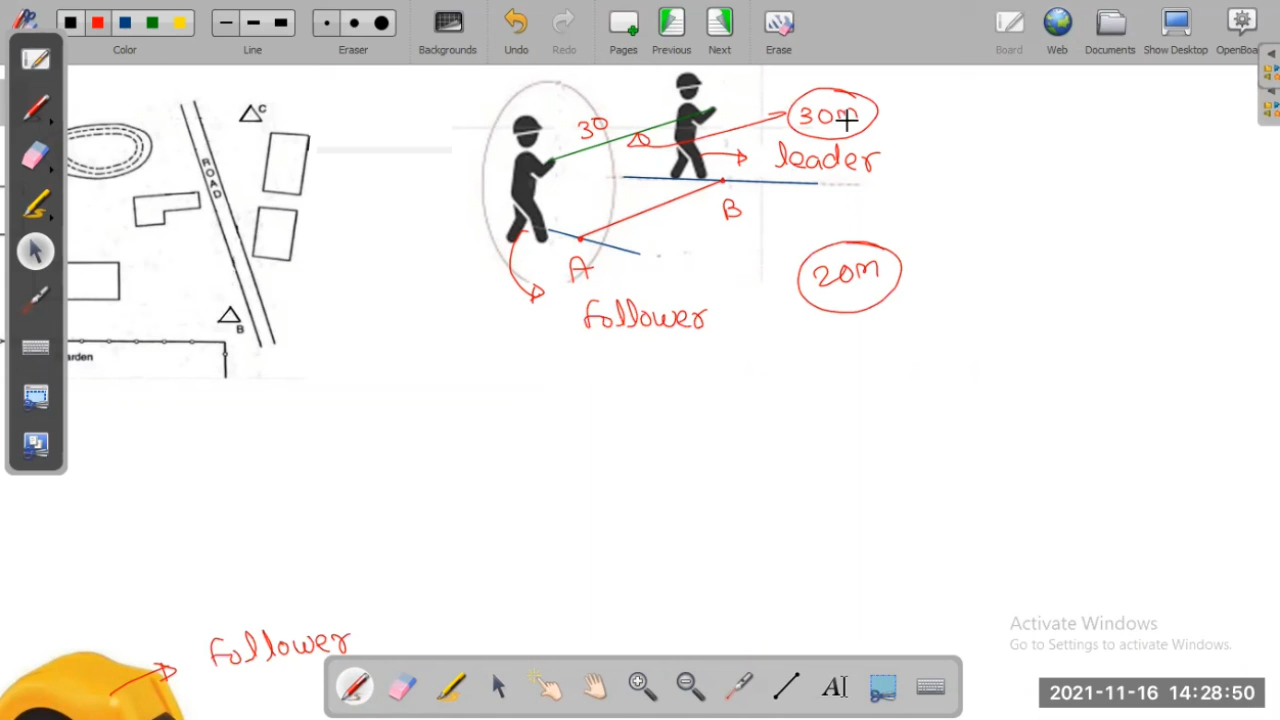 Color
Line
Eraser
Backgrounds
Undo
Redo
Pages
Previous
Next
Erase
Board
Web
Documents
Show Desktop
OpenBoa
C
ROAD
B
arden
30
30m
leader
B
A
20m
follower
follower
Activate Windows
Go to Settings to activate Windows.
2021-11-16 14:28:50